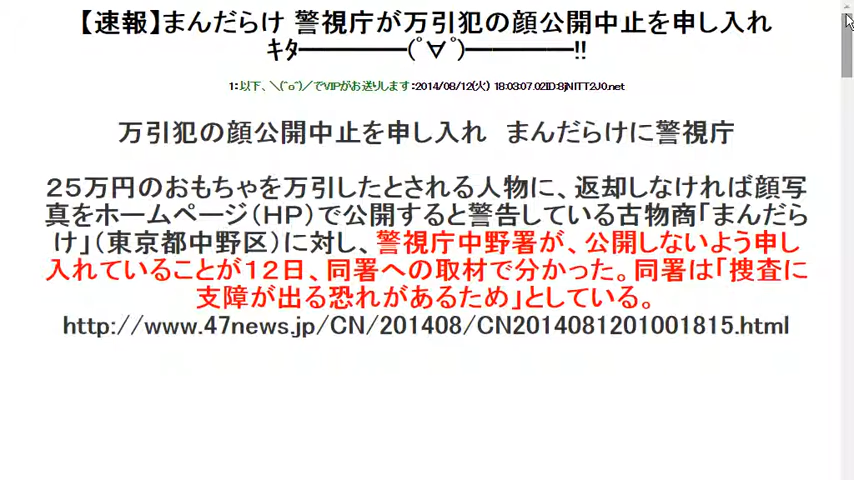 【速報】まんだらけ 警視庁が万引犯の顔公開中止を申し入れ
ｷﾀ━━━━━(ﾟ∀ﾟ)━━━━━!!
1：以下、＼(^o^)／でVIPがお送りします：2014/08/12(火) 18:03:07.02ID:8jNITT2J0.net
万引犯の顔公開中止を申し入れ　まんだらけに警視庁
２５万円のおもちゃを万引したとされる人物に、返却しなければ顔写
真をホームページ（ＨＰ）で公開すると警告している古物商「まんだら
け」（東京都中野区）に対し、警視庁中野署が、公開しないよう申し
入れていることが１２日、同署への取材で分かった。同署は「捜査に
支障が出る恐れがあるため」としている。
http://www.47news.jp/CN/201408/CN2014081201001815.html